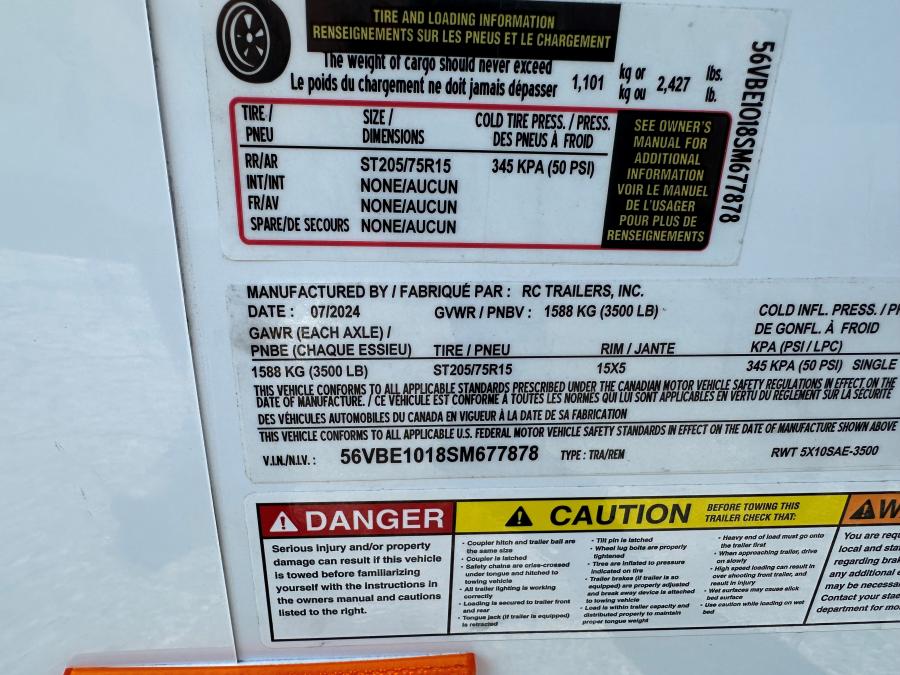 TIRE AND LOADING INFORMATION
RENSEIGNEMENTS SUR LES PNEUS ET LE CHARGEMENT
The weight of cargo should never exceed
Le poids du chargement ne doit jamais dépasser 1,101 kg or kg ou 2,427 lbs. lb.
TIRE / PNEU SIZE / DIMENSIONS COLD TIRE PRESS. / PRESS. DES PNEUS À FROID
RR/AR ST205/75R15 345 KPA (50 PSI)
INT/INT NONE/AUCUN
FR/AV NONE/AUCUN
SPARE/DE SECOURS NONE/AUCUN
SEE OWNER'S
MANUAL FOR
ADDITIONAL
INFORMATION
VOIR LE MANUEL
DE L'USAGER
POUR PLUS DE
RENSEIGNEMENTS
56VBE1018SM677878
MANUFACTURED BY / FABRIQUÉ PAR : RC TRAILERS, INC.
DATE : 07/2024 GVWR / PNBV : 1588 KG (3500 LB) COLD INFL. PRESS. / P
GAWR (EACH AXLE) / DE GONFL. À FROID
PNBE (CHAQUE ESSIEU) TIRE / PNEU RIM / JANTE KPA (PSI / LPC)
1588 KG (3500 LB) ST205/75R15 15X5 345 KPA (50 PSI) SINGLE
THIS VEHICLE CONFORMS TO ALL APPLICABLE STANDARDS PRESCRIBED UNDER THE CANADIAN MOTOR VEHICLE SAFETY REGULATIONS IN EFFECT ON THE
DATE OF MANUFACTURE. / CE VEHICULE EST CONFORME À TOUTES LES NORMES QUI LUI SONT APPLICABLES EN VERTU DU REGLEMENT SUR LA SECURITE
DES VÉHICULES AUTOMOBILES DU CANADA EN VIGUEUR À LA DATE DE SA FABRICATION
THIS VEHICLE CONFORMS TO ALL APPLICABLE U.S. FEDERAL MOTOR VEHICLE SAFETY STANDARDS IN EFFECT ON THE DATE OF MANUFACTURE SHOWN ABOVE
V.I.N./N.I.V.: 56VBE1018SM677878 TYPE : TRA/REM RWT 5X10SAE-3500
DANGER
Serious injury and/or property
damage can result if this vehicle
is towed before familiarizing
yourself with the instructions in
the owners manual and cautions
listed to the right.
CAUTION
BEFORE TOWING THIS
TRAILER CHECK THAT:
• Coupler hitch and trailer ball are
the same size
• Coupler is latched
• Safety chains are criss-crossed
under tongue and hitched to
towing vehicle
• All trailer lighting is working
correctly
• Loading is secured to trailer front
and rear
• Tongue jack (if trailer is equipped)
is retracted
• Tilt pin is latched
• Wheel lug bolts are properly
tightened
• Tires are inflated to pressure
indicated on tire
• Trailer brakes (if trailer is so
equipped) are properly adjusted
and break away device is attached
to towing vehicle
• Load is within trailer capacity and
distributed properly to maintain
proper tongue weight
• Heavy end of load must go onto
the trailer first
• When approaching trailer, drive
on slowly
• High speed loading can result in
over shooting front trailer, and
result in injury
• Wet surfaces may cause slick
bed surface
• Use caution while loading on wet
bed
W
You are requ
local and sta
regarding bra
any additional e
may be necessa
Contact your stae
department for mo